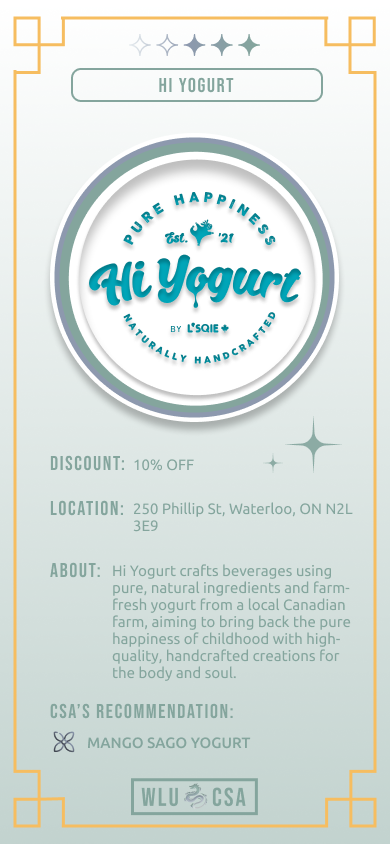 HI YOGURT
PURE HAPPINESS
Est. '21
Hi Yogurt
BY L'SQIE
NATURALLY HANDCRAFTED
DISCOUNT: 10% OFF
LOCATION: 250 Phillip St, Waterloo, ON N2L
3E9
ABOUT: Hi Yogurt crafts beverages using
pure, natural ingredients and farm-
fresh yogurt from a local Canadian
farm, aiming to bring back the pure
happiness of childhood with high-
quality, handcrafted creations for
the body and soul.
CSA'S RECOMMENDATION:
MANGO SAGO YOGURT
WLU CSA